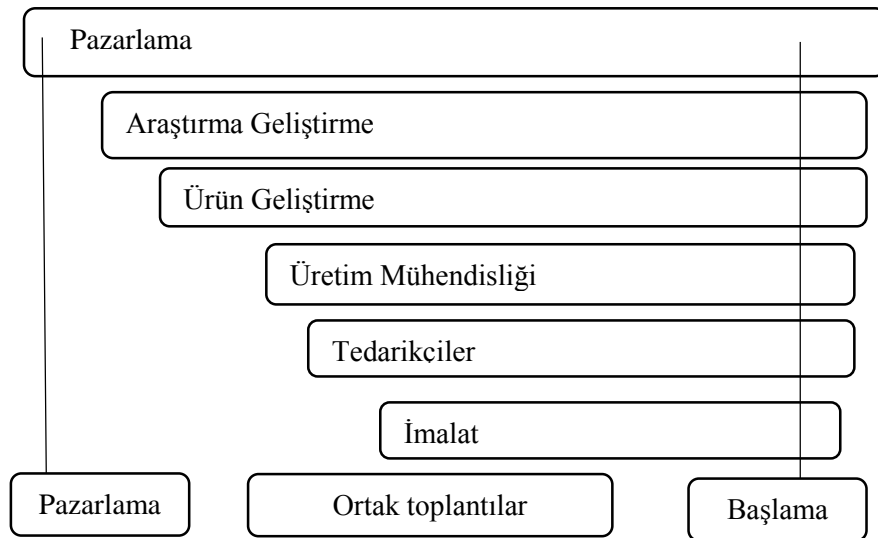 Pazarlama
Araştırma Geliştirme
Ürün Geliştirme
Üretim Mühendisliği
Tedarikçiler
İmalat
Pazarlama
Ortak toplantılar
Başlama